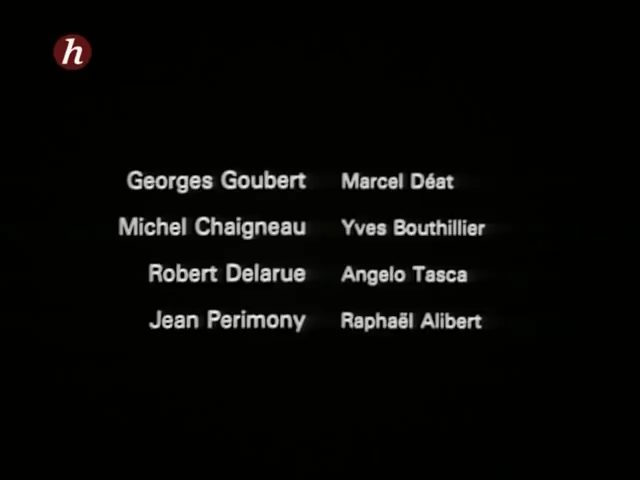 h
Georges Goubert Marcel Déat
Michel Chaigneau Yves Bouthillier
Robert Delarue Angelo Tasca
Jean Perimony Raphaël Alibert